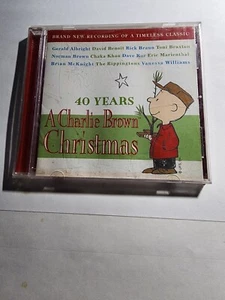 BRAND NEW RECORDING OF A TIMELESS CLASSIC
Gerald Albright David Benoit Rick Braun Toni Braxton
Norman Brown Chaka Khan Dave Koz Eric Marienthal
Brian McKnight The Rippingtons Vanessa Williams
40 YEARS
A Charlie Brown
Christmas